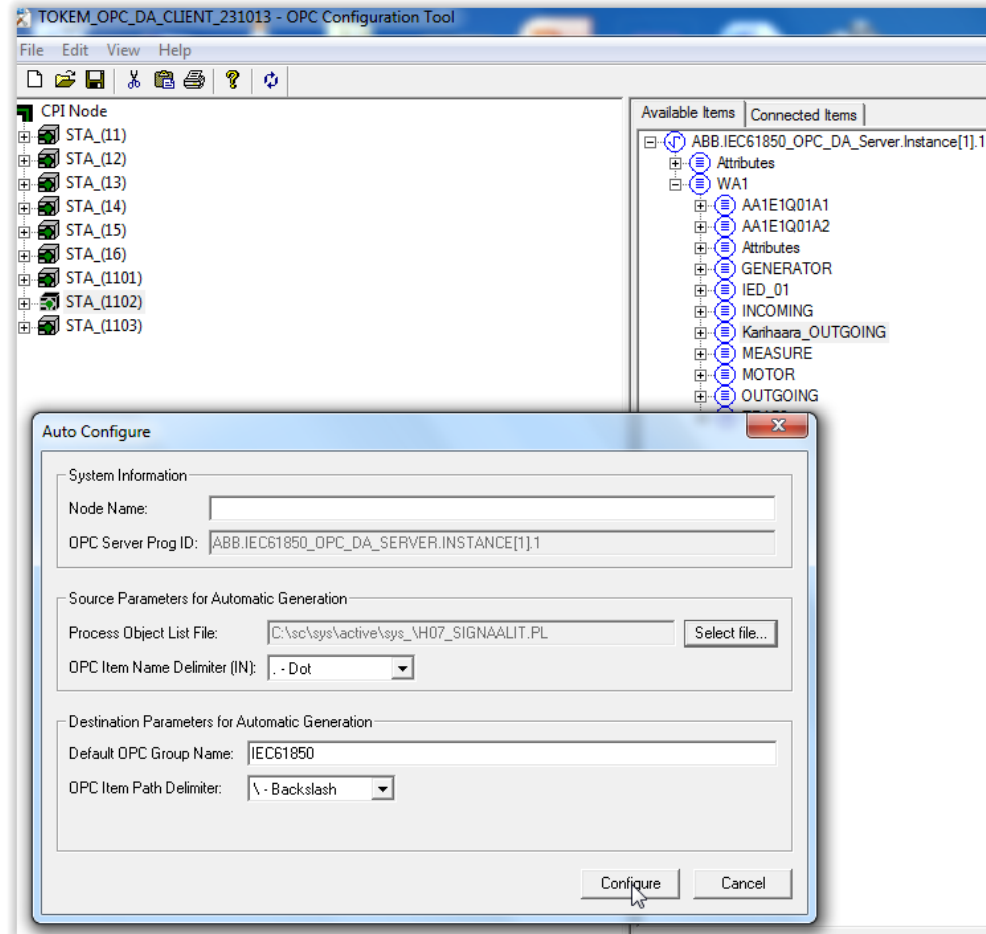 TOKEM_OPC_DA_CLIENT_231013 - OPC Configuration Tool
File Edit View Help
CPI Node
STA_(11)
STA_(12)
STA_(13)
STA_(14)
STA_(15)
STA_(16)
STA_(1101)
STA_(1102)
STA_(1103)
Available Items Connected Items
ABB.IEC61850_OPC_DA_Server.Instance[1].1
Attributes
WA1
AA1E1Q01A1
AA1E1Q01A2
Attributes
GENERATOR
IED_01
INCOMING
Karihaara_OUTGOING
MEASURE
MOTOR
OUTGOING
Auto Configure
System Information
Node Name:
OPC Server Prog ID: ABB.IEC61850_OPC_DA_SERVER.INSTANCE[1].1
Source Parameters for Automatic Generation
Process Object List File: C:\sc\sys\active\sys_\H07_SIGNAALIT.PL Select file...
OPC Item Name Delimiter (IN): . - Dot
Destination Parameters for Automatic Generation
Default OPC Group Name: IEC61850
OPC Item Path Delimiter: \ - Backslash
Configure Cancel